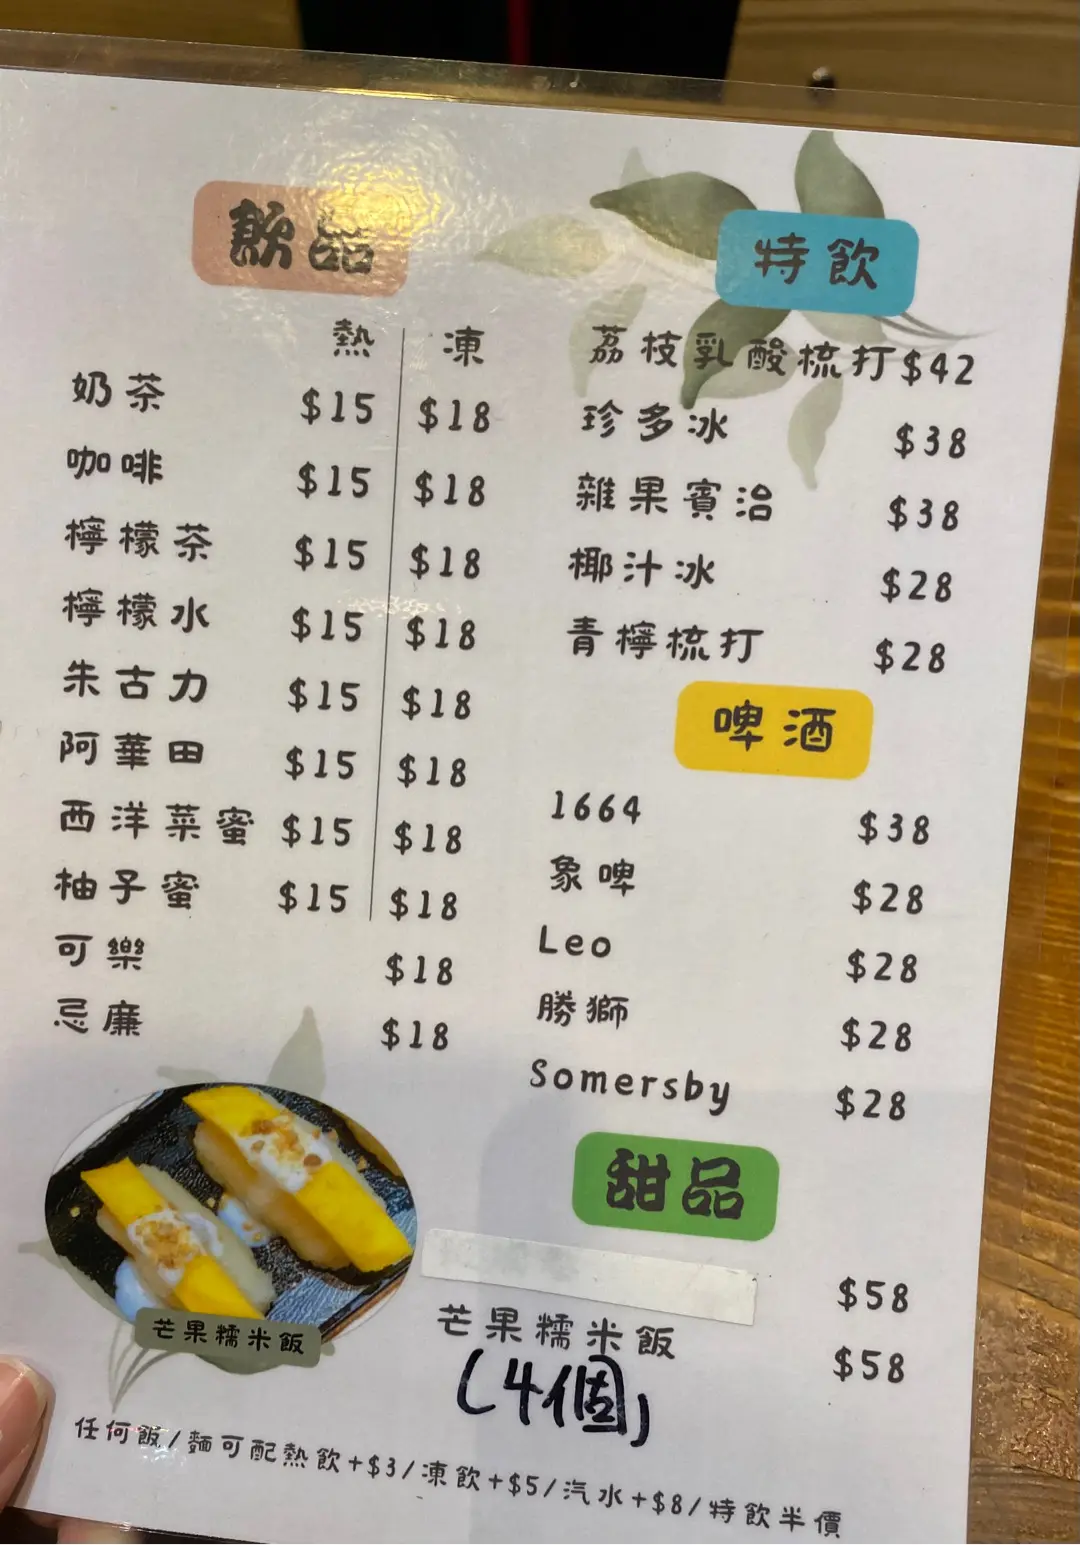 飲品
熱 凍
奶茶 $15 $18
咖啡 $15 $18
檸檬茶 $15 $18
檸檬水 $15 $18
朱古力 $15 $18
阿華田 $15 $18
西洋菜蜜 $15 $18
柚子蜜 $15 $18
可樂 $18
忌廉 $18
芒果糯米飯
特飲
荔枝乳酸梳打 $42
珍多冰 $38
雜果賓治 $38
椰汁冰 $28
青檸梳打 $28
啤酒
1664 $38
象啤 $28
Leo $28
勝獅 $28
Somersby $28
甜品
$58
芒果糯米飯 $58
(4個)
任何飯/麵可配熱飲+$3/凍飲+$5/汽水+$8/特飲半價